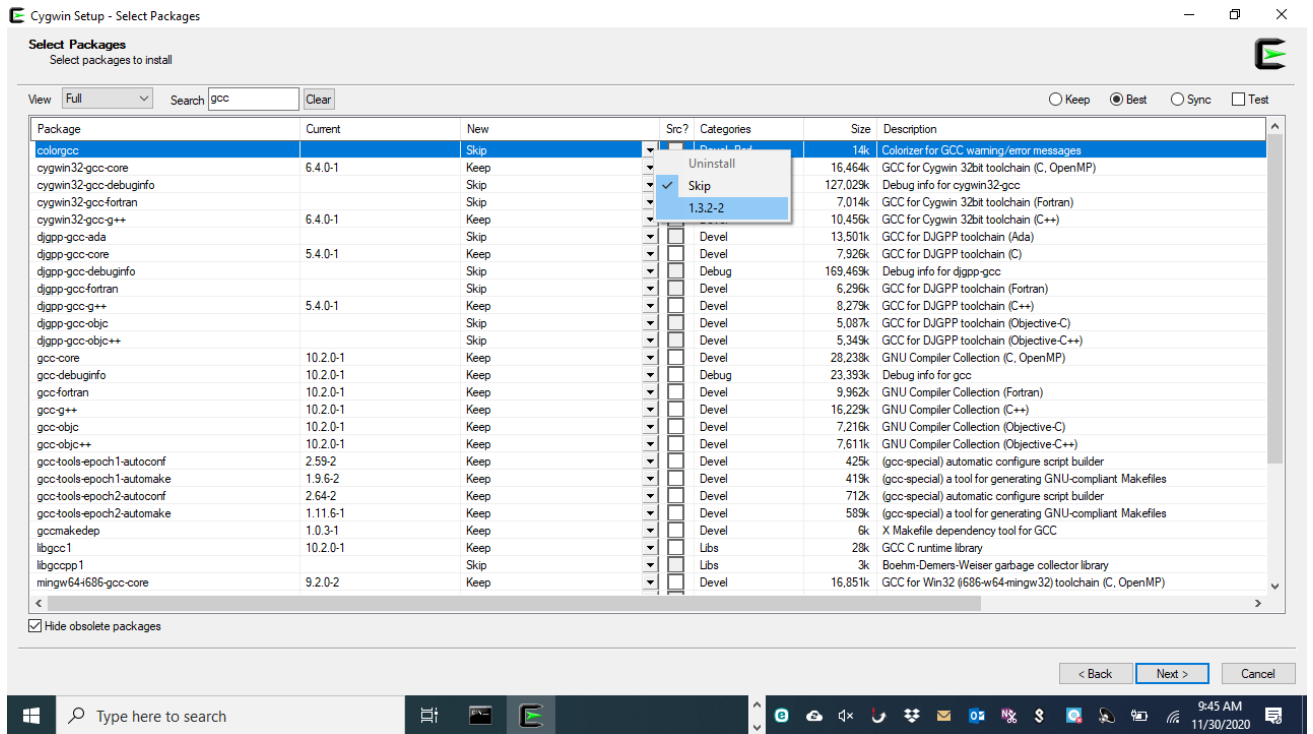 Cygwin Setup - Select Packages
Select Packages
Select packages to install
View Full Search gcc Clear Keep Best Sync Test
Package Current New Src? Categories Size Description
colorgcc Skip 14k Colorizer for GCC warning/error messages
Uninstall
Skip
1.3.2-2
cygwin32-gcc-core 6.4.0-1 Keep 16,464k GCC for Cygwin 32bit toolchain (C, OpenMP)
cygwin32-gcc-debuginfo Skip 127,029k Debug info for cygwin32-gcc
cygwin32-gcc-fortran Skip 7,014k GCC for Cygwin 32bit toolchain (Fortran)
cygwin32-gcc-g++ 6.4.0-1 Keep 10,456k GCC for Cygwin 32bit toolchain (C++)
djgpp-gcc-ada Skip Devel 13,501k GCC for DJGPP toolchain (Ada)
djgpp-gcc-core 5.4.0-1 Keep Devel 7,926k GCC for DJGPP toolchain (C)
djgpp-gcc-debuginfo Skip Debug 169,469k Debug info for djgpp-gcc
djgpp-gcc-fortran Skip Devel 6,296k GCC for DJGPP toolchain (Fortran)
djgpp-gcc-g++ 5.4.0-1 Keep Devel 8,279k GCC for DJGPP toolchain (C++)
djgpp-gcc-objc Skip Devel 5,087k GCC for DJGPP toolchain (Objective-C)
djgpp-gcc-objc++ Skip Devel 5,349k GCC for DJGPP toolchain (Objective-C++)
gcc-core 10.2.0-1 Keep Devel 28,238k GNU Compiler Collection (C, OpenMP)
gcc-debuginfo 10.2.0-1 Keep Debug 23,393k Debug info for gcc
gcc-fortran 10.2.0-1 Keep Devel 9,962k GNU Compiler Collection (Fortran)
gcc-g++ 10.2.0-1 Keep Devel 16,229k GNU Compiler Collection (C++)
gcc-objc 10.2.0-1 Keep Devel 7,216k GNU Compiler Collection (Objective-C)
gcc-objc++ 10.2.0-1 Keep Devel 7,611k GNU Compiler Collection (Objective-C++)
gcc-tools-epoch1-autoconf 2.59-2 Keep Devel 425k (gcc-special) automatic configure script builder
gcc-tools-epoch1-automake 1.9.6-2 Keep Devel 419k (gcc-special) a tool for generating GNU-compliant Makefiles
gcc-tools-epoch2-autoconf 2.64-2 Keep Devel 712k (gcc-special) automatic configure script builder
gcc-tools-epoch2-automake 1.11.6-1 Keep Devel 589k (gcc-special) a tool for generating GNU-compliant Makefiles
gccmakedep 1.0.3-1 Keep Devel 6k X Makefile dependency tool for GCC
libgcc1 10.2.0-1 Keep Libs 28k GCC C runtime library
libgccpp1 Skip Libs 3k Boehm-Demers-Weiser garbage collector library
mingw64-i686-gcc-core 9.2.0-2 Keep Devel 16,851k GCC for Win32 (i686-w64-mingw32) toolchain (C, OpenMP)
Hide obsolete packages
< Back Next > Cancel
Type here to search
9:45 AM
11/30/2020